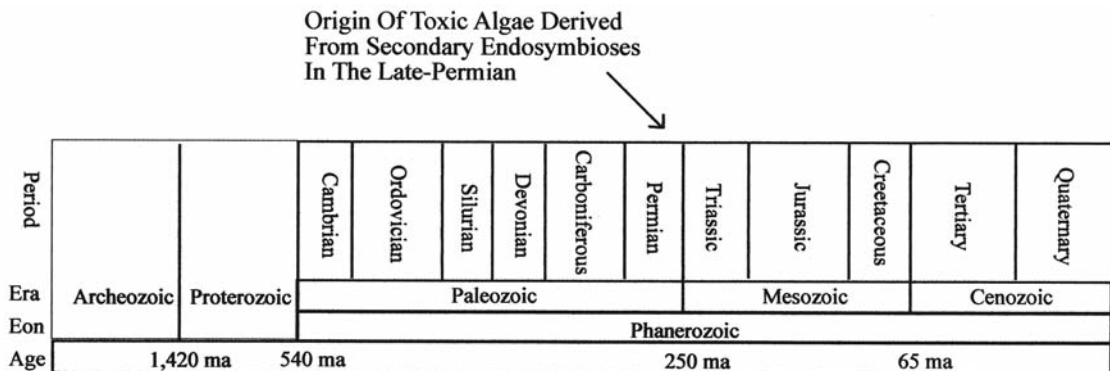 Origin Of Toxic Algae Derived
From Secondary Endosymbioses
In The Late-Permian
Period
Cambrian
Ordovician
Silurian
Devonian
Carboniferous
Permian
Triassic
Jurassic
Creetaceous
Tertiary
Quaternary
Era Archeozoic Proterozoic Paleozoic Mesozoic Cenozoic
Eon Phanerozoic
Age 1,420 ma 540 ma 250 ma 65 ma